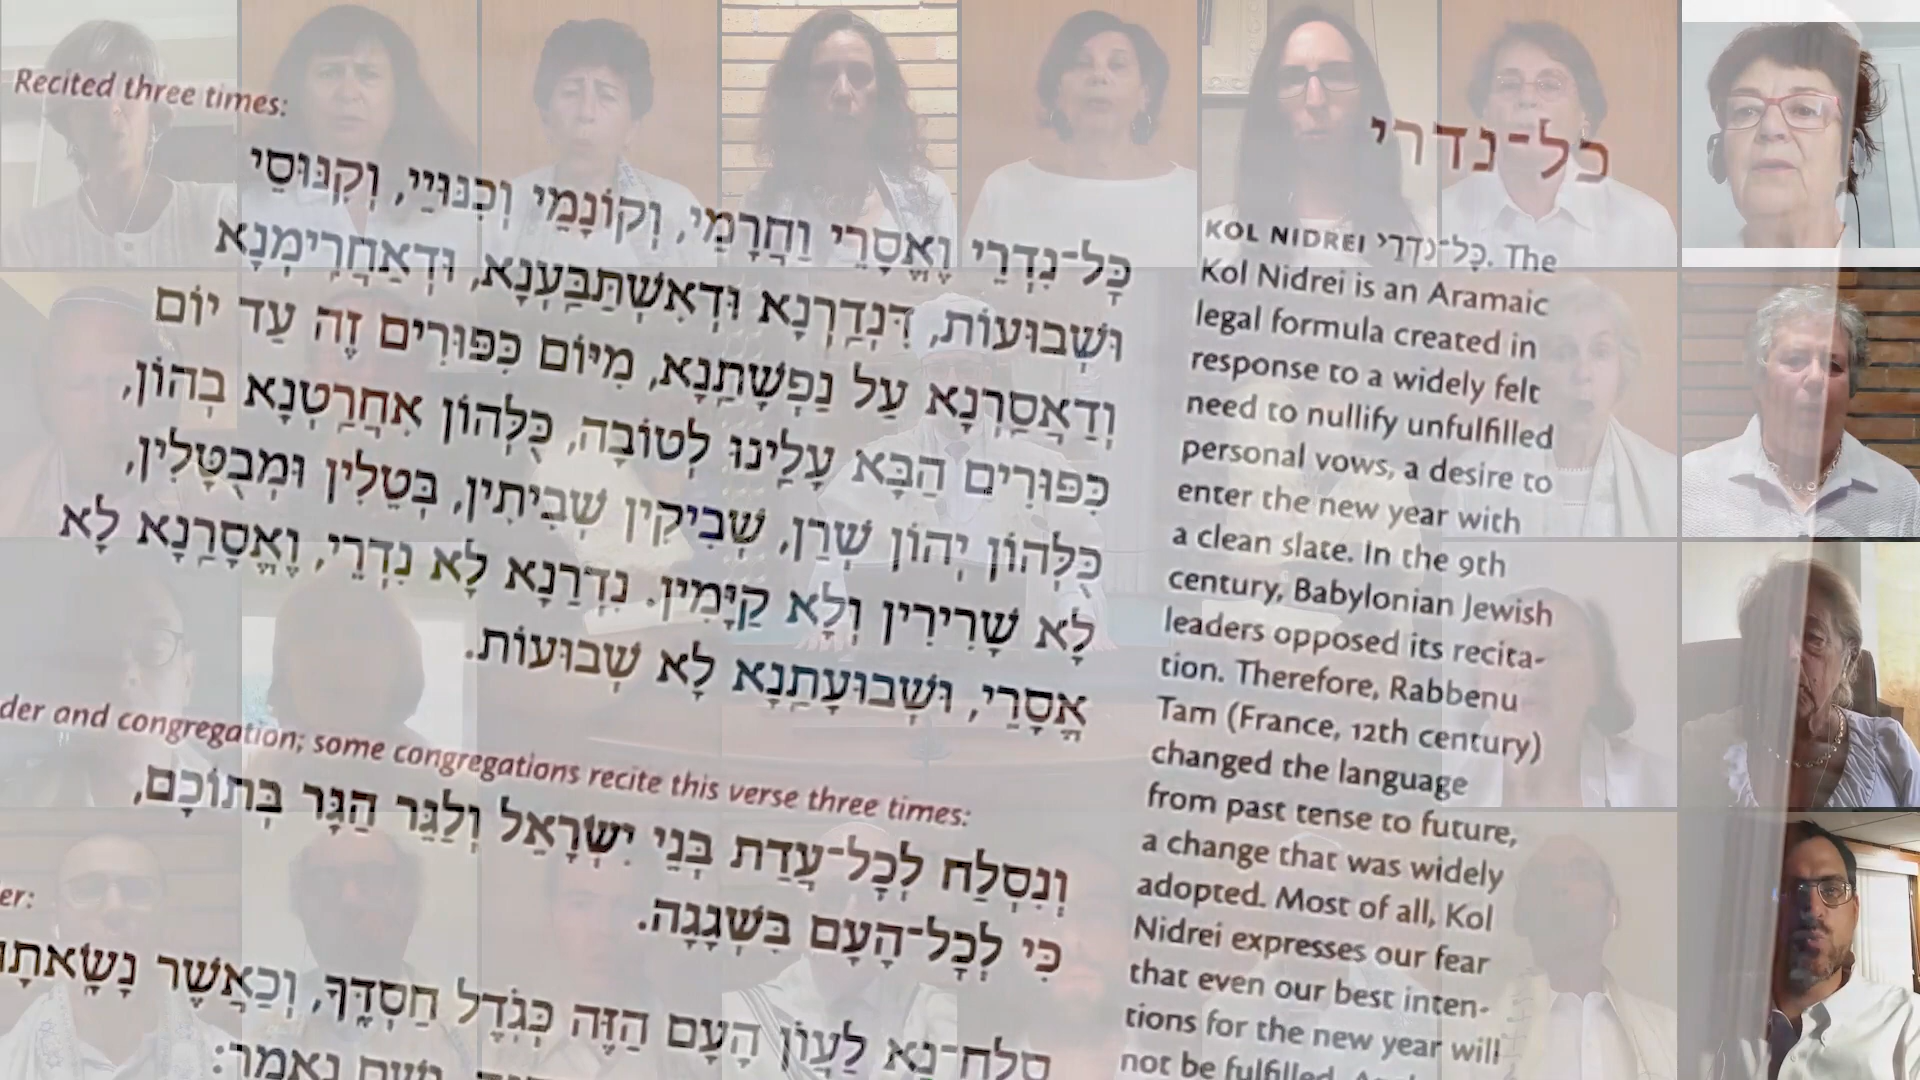 Recited three times:
כׇּל־נִדְרֵי וֶאֱסָרֵי וַחֲרָמֵי, וְקוֹנָמֵי וְכִנּוּיֵי, וְקִנּוּסֵי
וּשְׁבוּעוֹת, דִּנְדַֽרְנָא וּדְאִשְׁתַּבַּֽעְנָא, וּדְאַחֲרִֽימְנָא
וְדַאֲסַֽרְנָא עַל נַפְשָׁתָֽנָא, מִיּוֹם כִּפּוּרִים זֶה עַד יוֹם
כִּפּוּרִים הַבָּא עָלֵֽינוּ לְטוֹבָה, כֻּלְּהוֹן אִחֲרַֽטְנָא בְהוֹן,
כֻּלְּהוֹן יְהוֹן שְׁרָן, שְׁבִיקִין שְׁבִיתִין, בְּטֵלִין וּמְבֻטָּלִין,
לָא שְׁרִירִין וְלָא קַיָּמִין. נִדְרָֽנָא לָא נִדְרֵי, וֶאֱסָרָֽנָא לָא
אֱסָרֵי, וּשְׁבוּעָתָֽנָא לָא שְׁבוּעוֹת.
der and congregation; some congregations recite this verse three times:
וְנִסְלַח לְכׇל־עֲדַת בְּנֵי יִשְׂרָאֵל וְלַגֵּר הַגָּר בְּתוֹכָם,
כִּי לְכׇל־הָעָם בִּשְׁגָגָה.
er:
סְלַח־נָא לַעֲוֺן הָעָם הַזֶּה כְּגֹֽדֶל חַסְדֶּֽךָ, וְכַאֲשֶׁר נָשָֽׂאתָה
וְשָׁם נֶאֱמַר:
כל־נדרי
KOL NIDREI כׇּל־נִדְרֵי. The
Kol Nidrei is an Aramaic
legal formula created in
response to a widely felt
need to nullify unfulfilled
personal vows, a desire to
enter the new year with
a clean slate. In the 9th
century, Babylonian Jewish
leaders opposed its recita-
tion. Therefore, Rabbenu
Tam (France, 12th century)
changed the language
from past tense to future,
a change that was widely
adopted. Most of all, Kol
Nidrei expresses our fear
that even our best inten-
tions for the new year will
not be fulfilled.